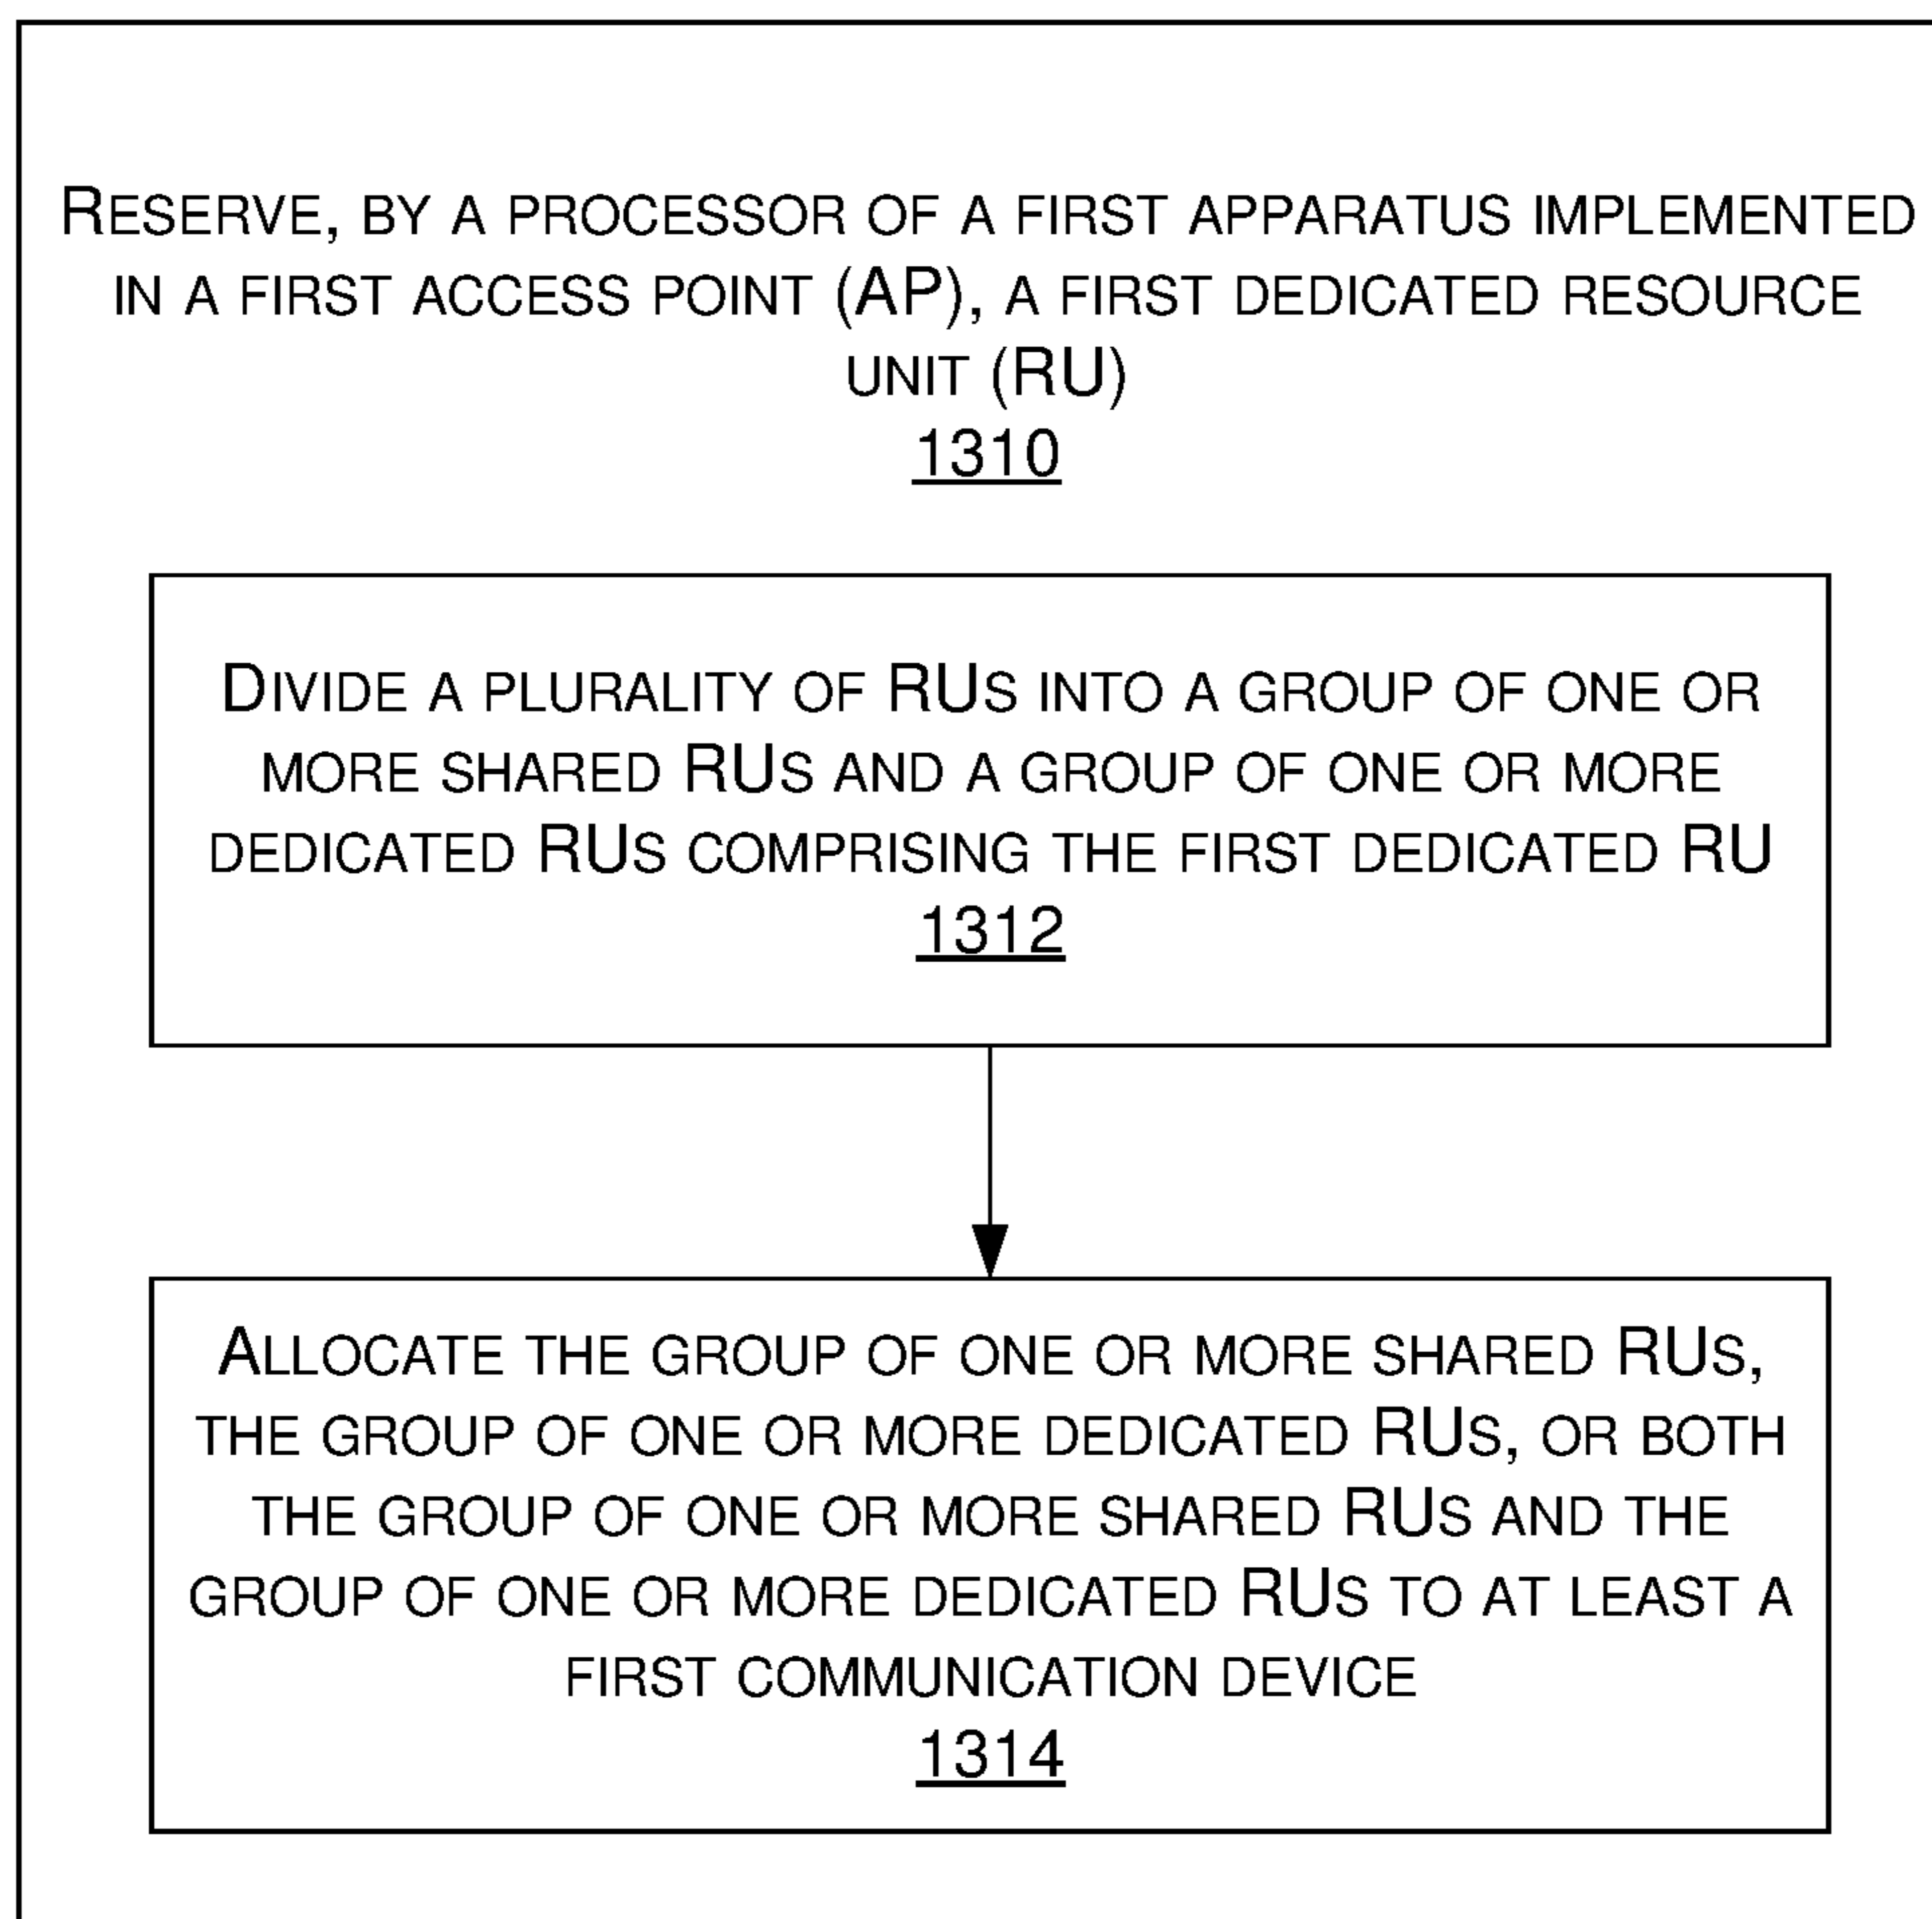 RESERVE, BY A PROCESSOR OF A FIRST APPARATUS IMPLEMENTED
IN A FIRST ACCESS POINT (AP), A FIRST DEDICATED RESOURCE
UNIT (RU)
1310
DIVIDE A PLURALITY OF RUS INTO A GROUP OF ONE OR
MORE SHARED RUS AND A GROUP OF ONE OR MORE
DEDICATED RUS COMPRISING THE FIRST DEDICATED RU
1312
ALLOCATE THE GROUP OF ONE OR MORE SHARED RUS,
THE GROUP OF ONE OR MORE DEDICATED RUS, OR BOTH
THE GROUP OF ONE OR MORE SHARED RUS AND THE
GROUP OF ONE OR MORE DEDICATED RUS TO AT LEAST A
FIRST COMMUNICATION DEVICE
1314